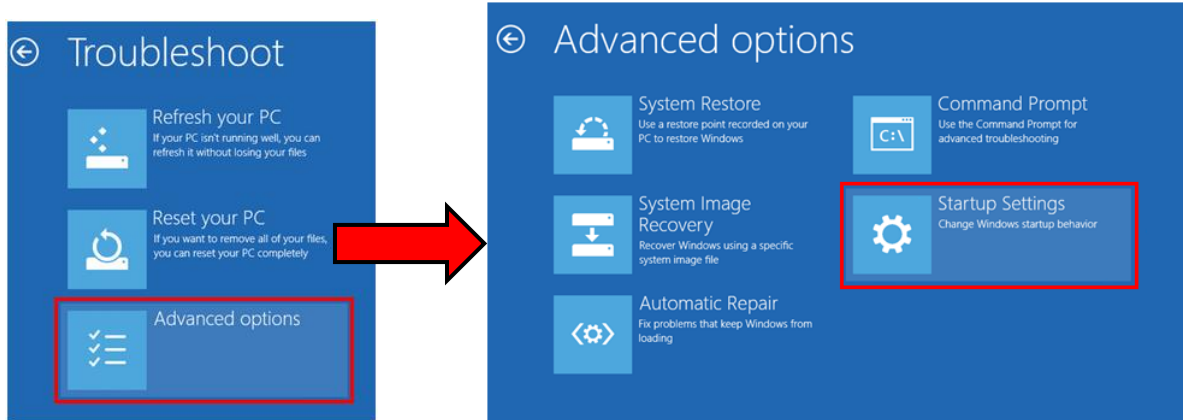 Troubleshoot
Refresh your PC
If your PC isn't running well, you can
refresh it without losing your files
Reset your PC
If you want to remove all of your files,
you can reset your PC completely
Advanced options
Advanced options
System Restore
Use a restore point recorded on your
PC to restore Windows
System Image
Recovery
Recover Windows using a specific
system image file
Automatic Repair
Fix problems that keep Windows from
loading
C:\
Command Prompt
Use the Command Prompt for
advanced troubleshooting
Startup Settings
Change Windows startup behavior